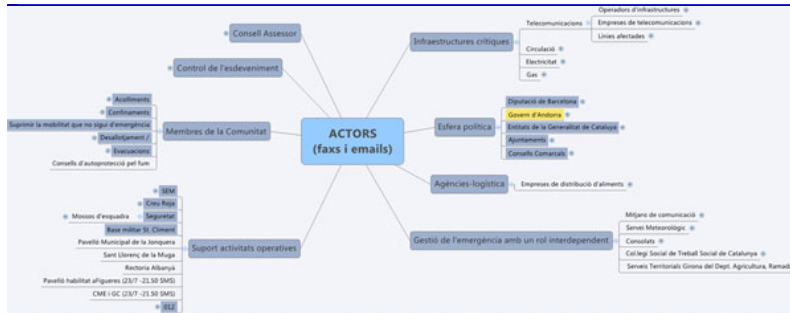 Consell Assessor
Control de l'esdeveniment
Acolliments
Confinaments
Suprimir la mobilitat que no sigui d'emergència
Desallotjament /
Evacuacions
Consells d'autoprotecció pel fum
Membres de la Comunitat
SEM
Creu Roja
Mossos d'esquadra
Seguretat
Base militar St. Climent
Pavelló Municipal de la Jonquera
Sant Llorenç de la Muga
Rectoria Albanyà
Pavelló habilitat aFigueres (23/7 -21.50 SMS)
CME i GC (23/7 -21.50 SMS)
012
Suport activitats operatives
ACTORS
(faxs i emails)
Infraestructures crítiques
Telecomunicacions
Operadors d'infrastructures
Empreses de telecomunicacions
Línies afectades
Circulació
Electricitat
Gas
Esfera política
Diputació de Barcelona
Govern d'Andorra
Entitats de la Generalitat de Cataluya
Ajuntaments
Consells Comarcals
Agències-logística
Empreses de distribució d'aliments
Gestió de l'emergència amb un rol interdependent
Mitjans de comunicació
Servei Meteorològic
Consolats
Col.legi Social de Treball Social de Catalunya
Serveis Territorials Girona del Dept. Agricultura, Ramade